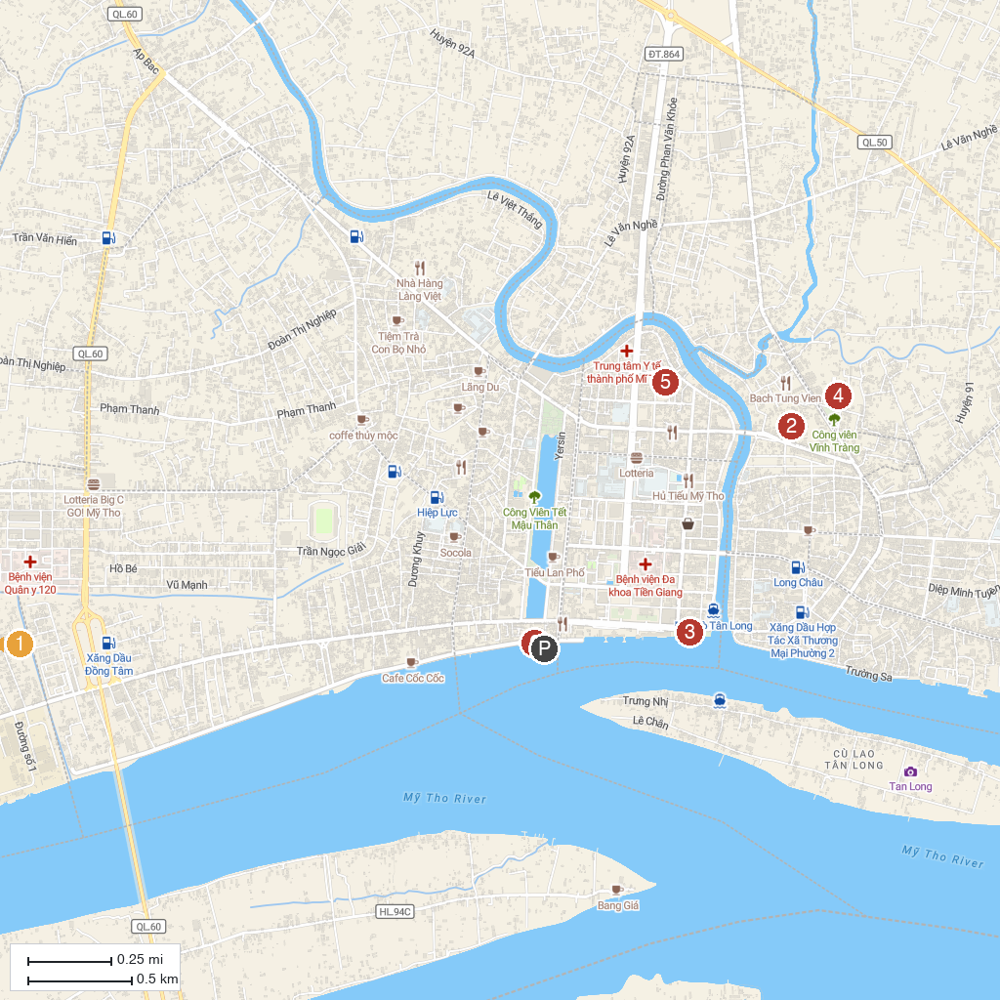 QL.60
Huyện 92A
Ấp Bắc
ĐT.864
Đường Phan Văn Khỏe
QL.50
Lê Văn Nghề
Huyện 92A
Lê Việt Thắng
Lê Văn Nghề
Trần Văn Hiển
Nhà Hàng
Làng Việt
Đoàn Thị Nghiệp
Tiệm Trà
Con Bọ Nhỏ
QL.60
Trung tâm Y tế
5
Lãng Du
Bach Tung Vien
4
Huyện 91
Phạm Thanh
Phạm Thanh
coffe thủy mộc
2
Công viên
Vĩnh Tràng
Yersin
Lotteria
Lotteria Big C
GO! Mỹ Tho
Hủ Tiếu Mỹ Tho
Hiệp Lực
Công Viên Tết
Mậu Thân
Trần Ngọc Giải
Socola
Dương Khuy
Tiểu Lan Phố
Bệnh viện
Quân y.120
Hồ Bé
Vũ Mạnh
Bệnh viện Đa
khoa Tiền Giang
Long Châu
Diệp Minh Tuyền
1
Xăng Dầu
Đồng Tâm
P
3
Tân Long
Xăng Dầu Hợp
Tác Xã Thương
Mại Phường 2
Cafe Cốc Cốc
Trường Sa
Trưng Nhị
Lê Chân
Đường số 1
CÙ LAO
TÂN LONG
Tan Long
Mỹ Tho River
Mỹ Tho River
Bang Giá
HL.94C
QL.60
0.25 mi
0.5 km